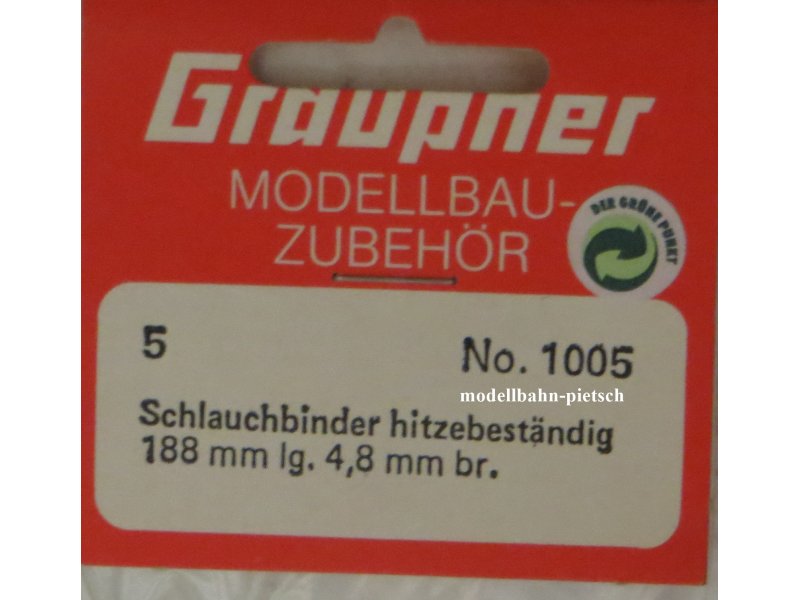 Graupner
MODELLBAU-
ZUBEHÖR
DER GRÜNE PUNKT
5
No. 1005
modellbahn-pietsch
Schlauchbinder hitzebeständig
188 mm lg. 4,8 mm br.